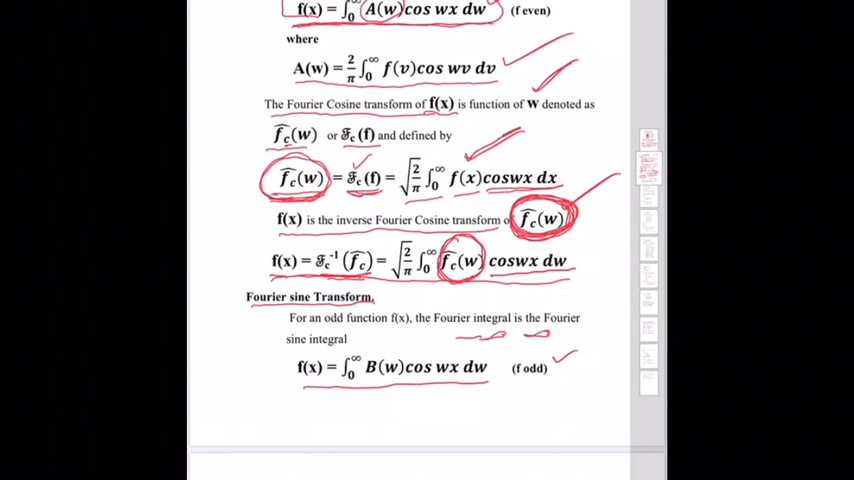 f(x) = ∫₀^∞ A(w)cos wx dw (f even)
where
A(w) = 2/π ∫₀^∞ f(v)cos wv dv
The Fourier Cosine transform of f(x) is function of w denoted as
f̂c(w) or 𝔉c(f) and defined by
f̂c(w) = 𝔉c(f) = √(2/π) ∫₀^∞ f(x)coswx dx
f(x) is the inverse Fourier Cosine transform of f̂c(w)
f(x) = 𝔉c⁻¹(f̂c) = √(2/π) ∫₀^∞ f̂c(w) coswx dw
Fourier sine Transform.
For an odd function f(x), the Fourier integral is the Fourier
sine integral
f(x) = ∫₀^∞ B(w)cos wx dw (f odd)